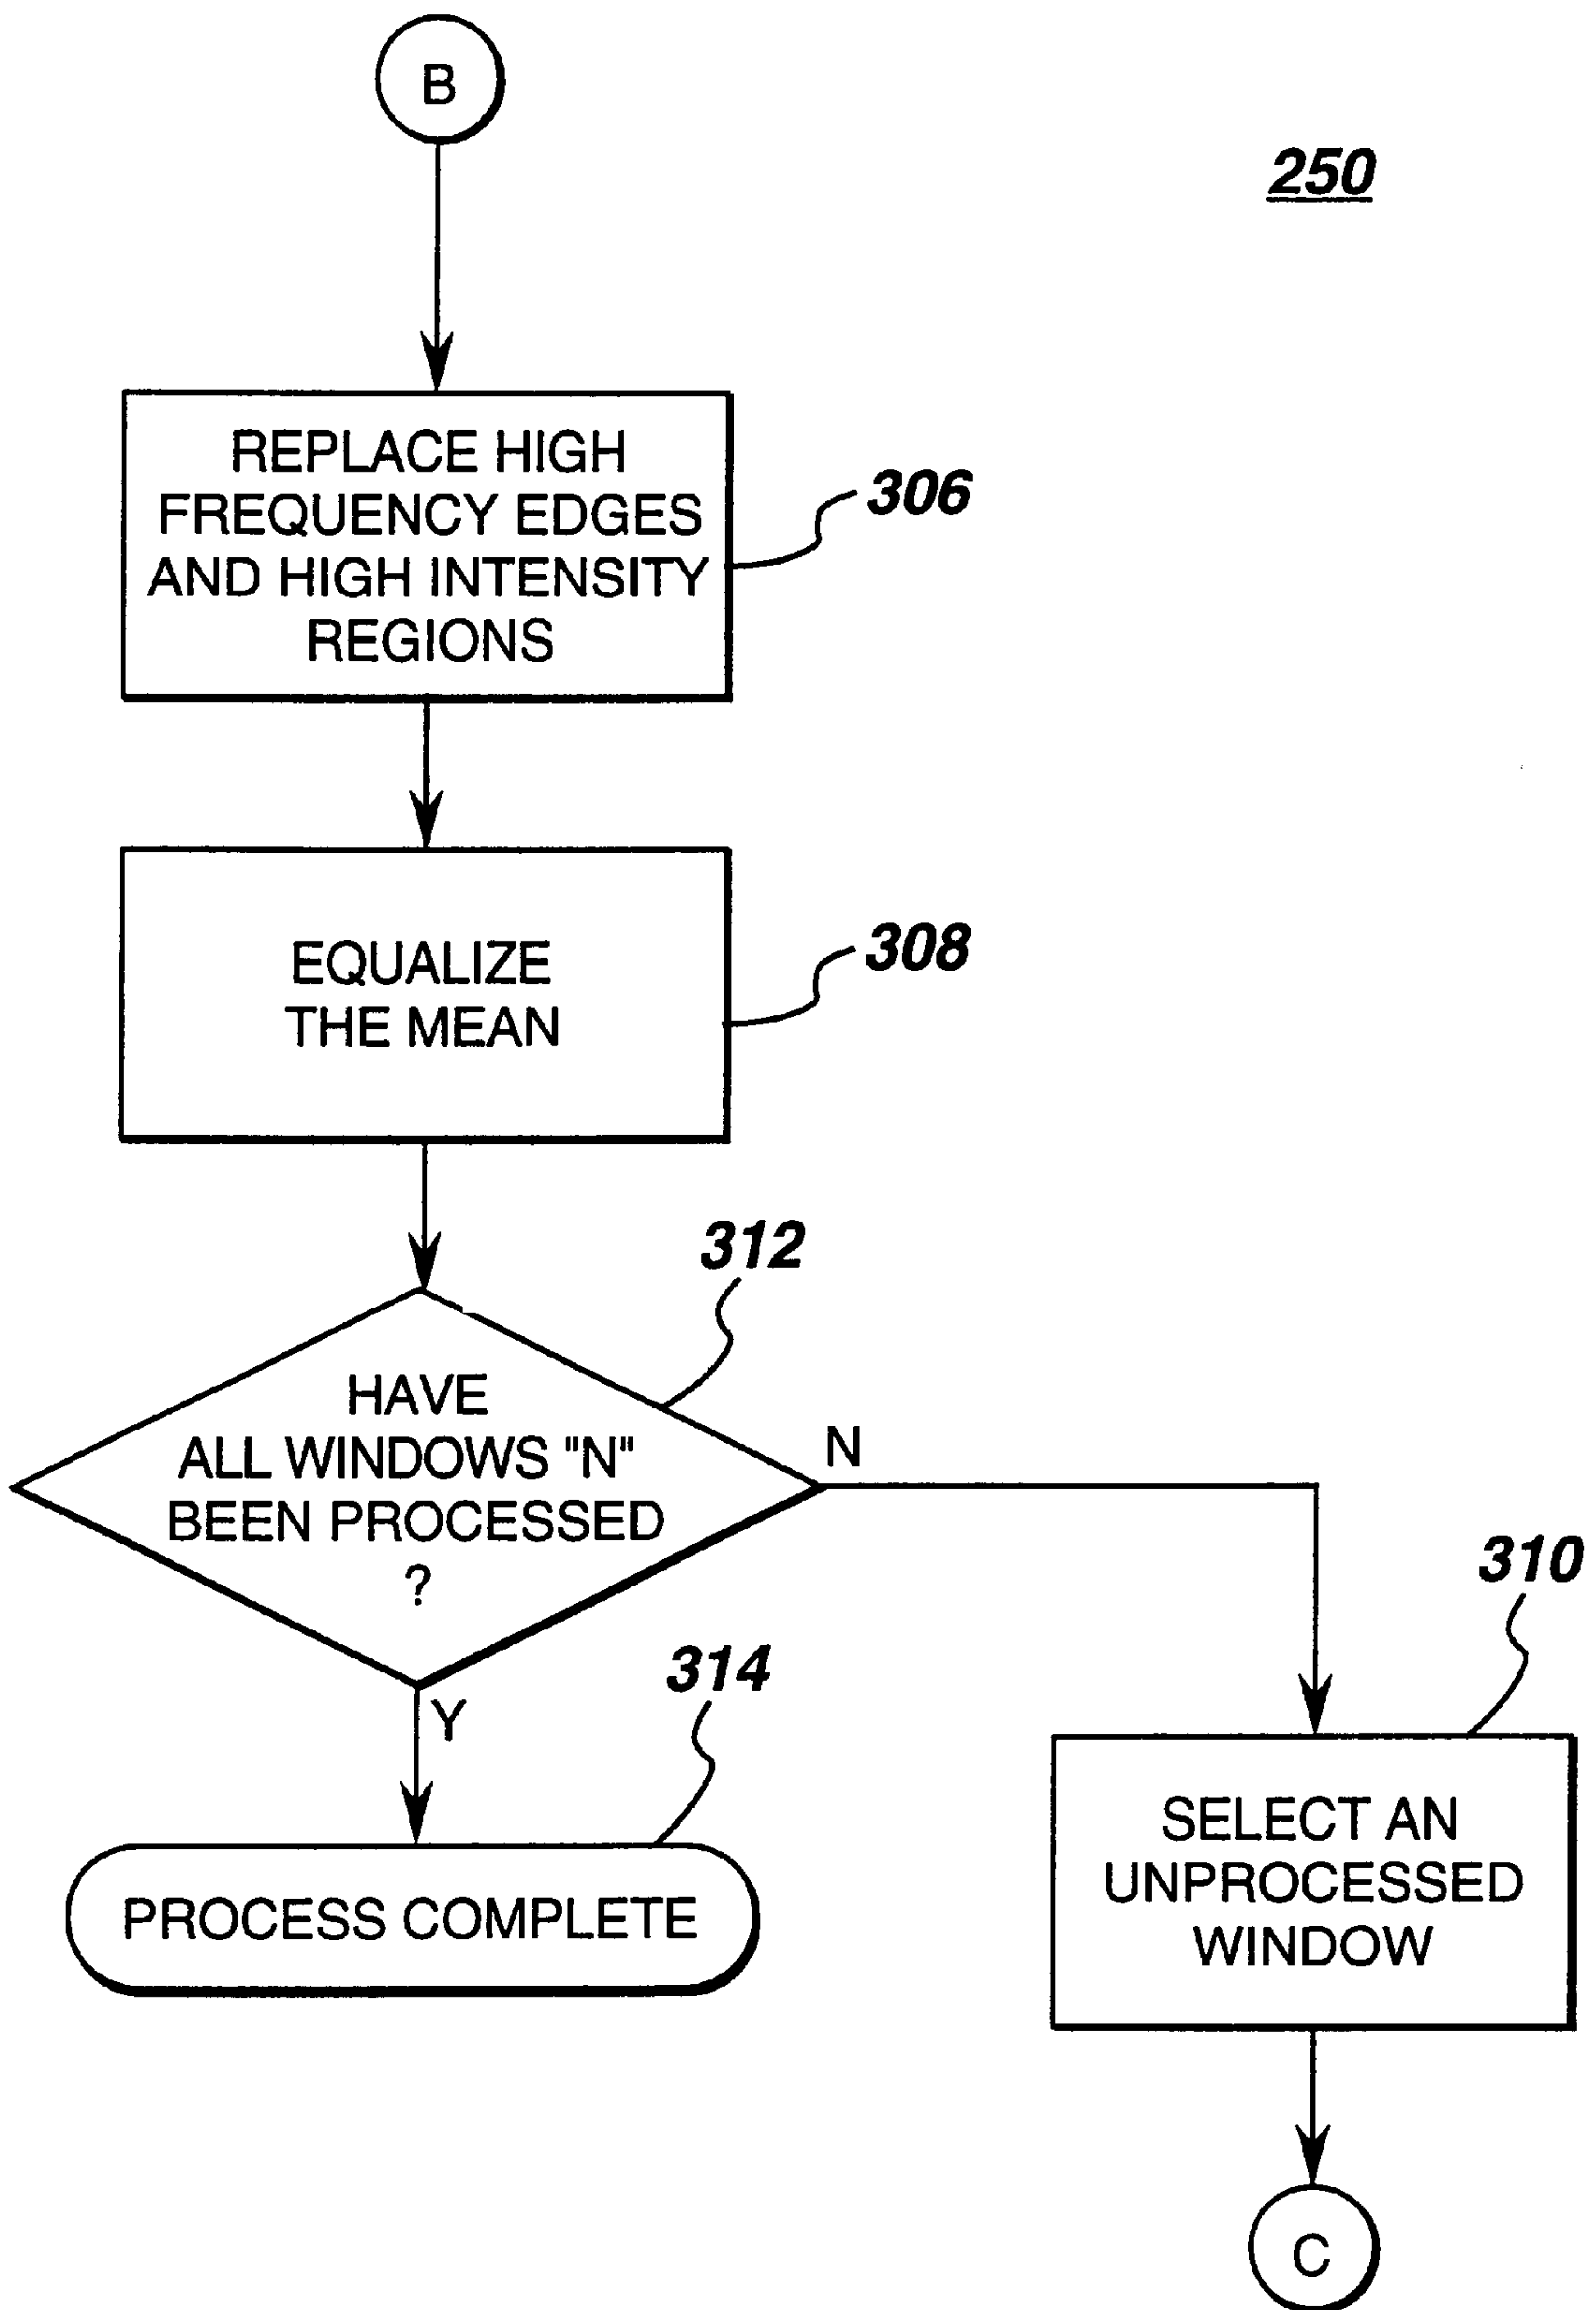 B
250
REPLACE HIGH
FREQUENCY EDGES
AND HIGH INTENSITY
REGIONS
306
EQUALIZE
THE MEAN
308
312
HAVE
ALL WINDOWS "N"
BEEN PROCESSED
?
N
Y
314
PROCESS COMPLETE
310
SELECT AN
UNPROCESSED
WINDOW
C